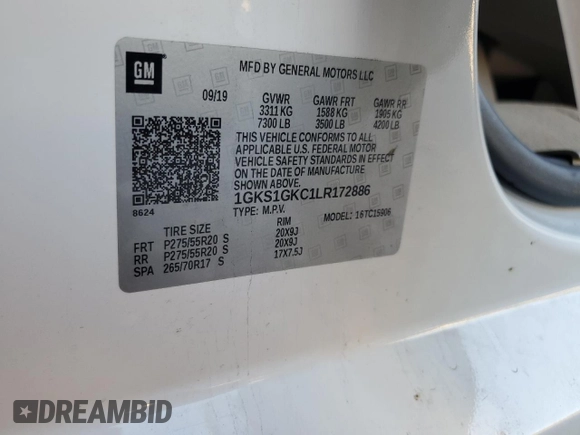 GM
MFD BY GENERAL MOTORS LLC
09/19 GVWR GAWR FRT GAWR RR
3311 KG 1588 KG 1905 KG
7300 LB 3500 LB 4200 LB
THIS VEHICLE CONFORMS TO ALL
APPLICABLE U.S. FEDERAL MOTOR
VEHICLE SAFETY STANDARDS IN EFFECT
ON THE DATE OF MANUFACTURE
SHOWN ABOVE.
1GKS1GKC1LR172886
8624 TYPE: M.P.V. MODEL: 16TC15906
TIRE SIZE RIM
FRT P275/55R20 S 20X9J
RR P275/55R20 S 20X9J
SPA 265/70R17 S 17X7.5J
DREAMBID